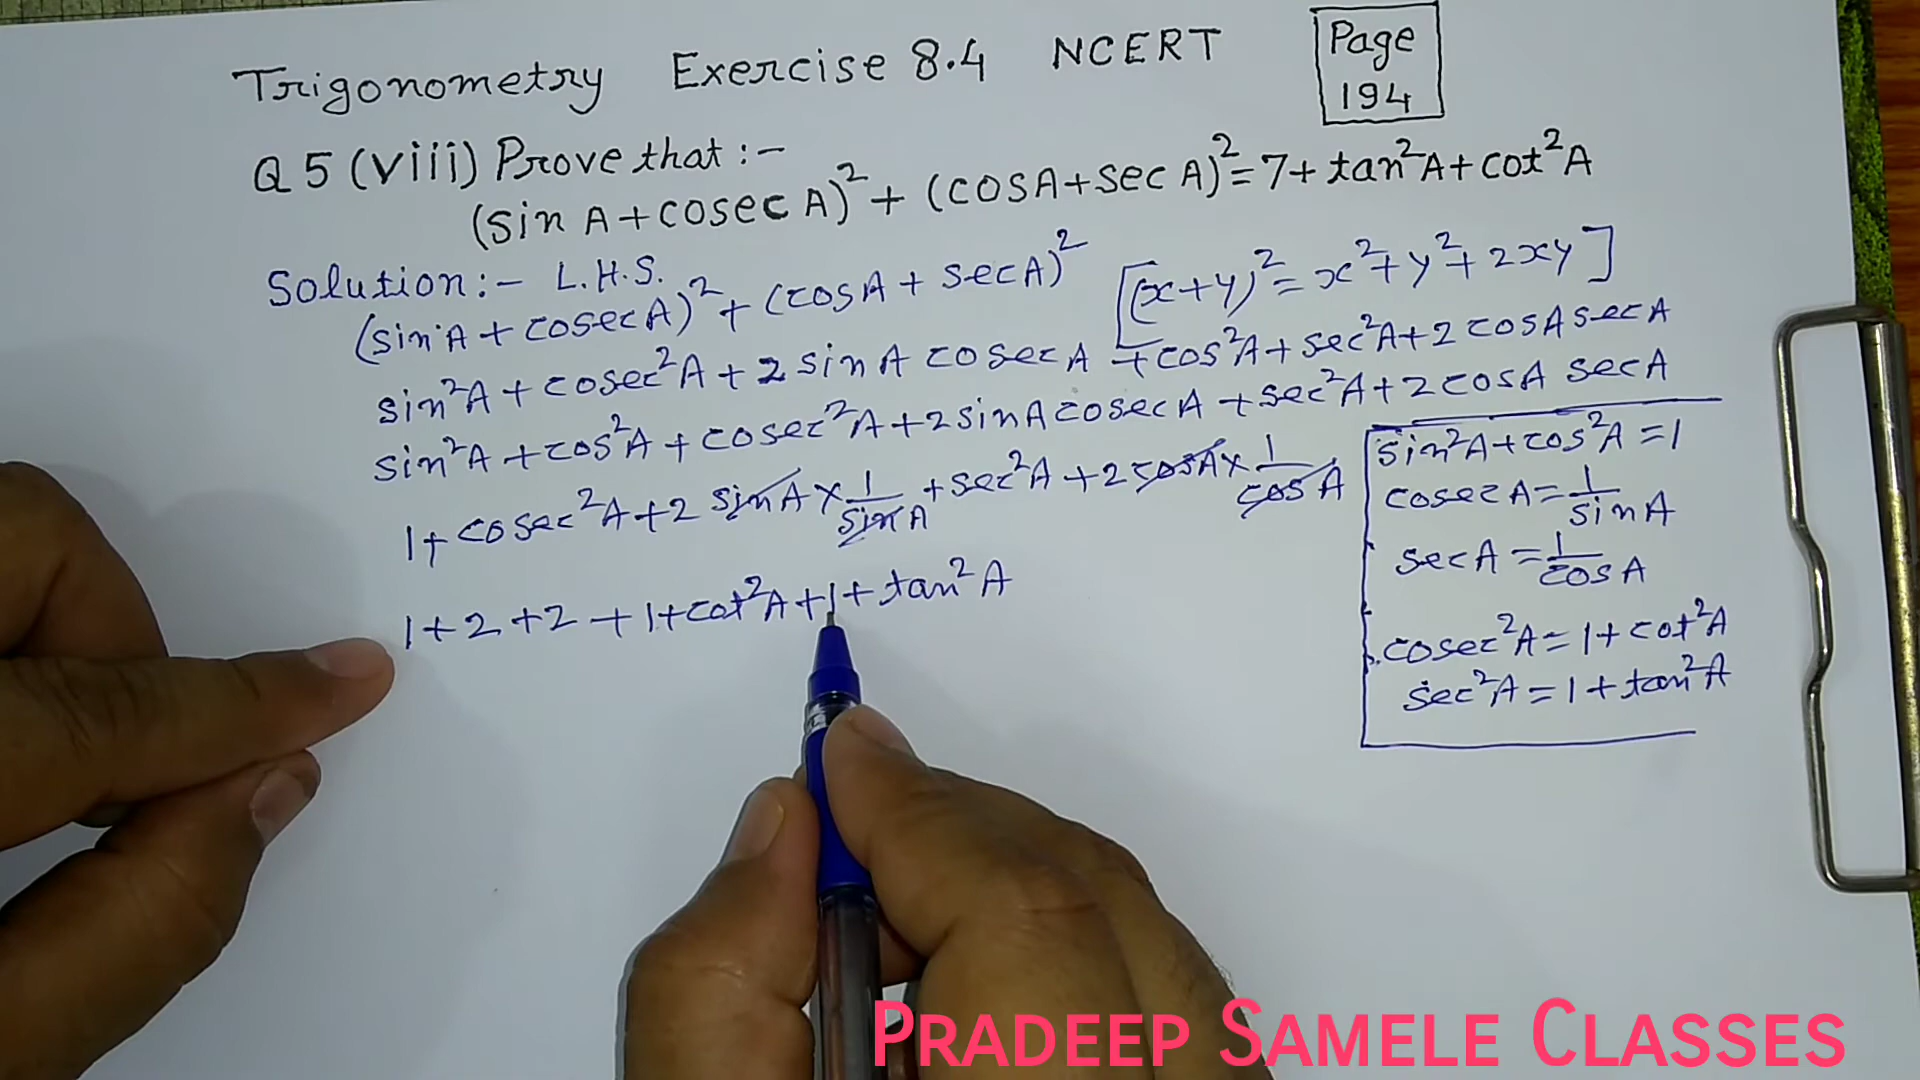 Trigonometry Exercise 8.4 NCERT
Page
194
Q 5 (viii) Prove that :-
(sin A + cosec A)² + (cos A + sec A)² = 7 + tan²A + cot²A
Solution :- L.H.S.
(sin A + cosec A)² + (cos A + sec A)²
[(x+y)² = x² + y² + 2xy]
sin²A + cosec²A + 2 sin A cosec A + cos²A + sec²A + 2 cos A sec A
sin²A + cos²A + cosec²A + 2 sin A cosec A + sec²A + 2 cos A sec A
1 + cosec²A + 2 sin A × 1/sin A + sec²A + 2 cos A × 1/cos A
1 + 2 + 2 + 1 + cot²A + 1 + tan²A
sin²A + cos²A = 1
cosec A = 1/sin A
sec A = 1/cos A
cosec²A = 1 + cot²A
sec²A = 1 + tan²A
PRADEEP SAMELE CLASSES